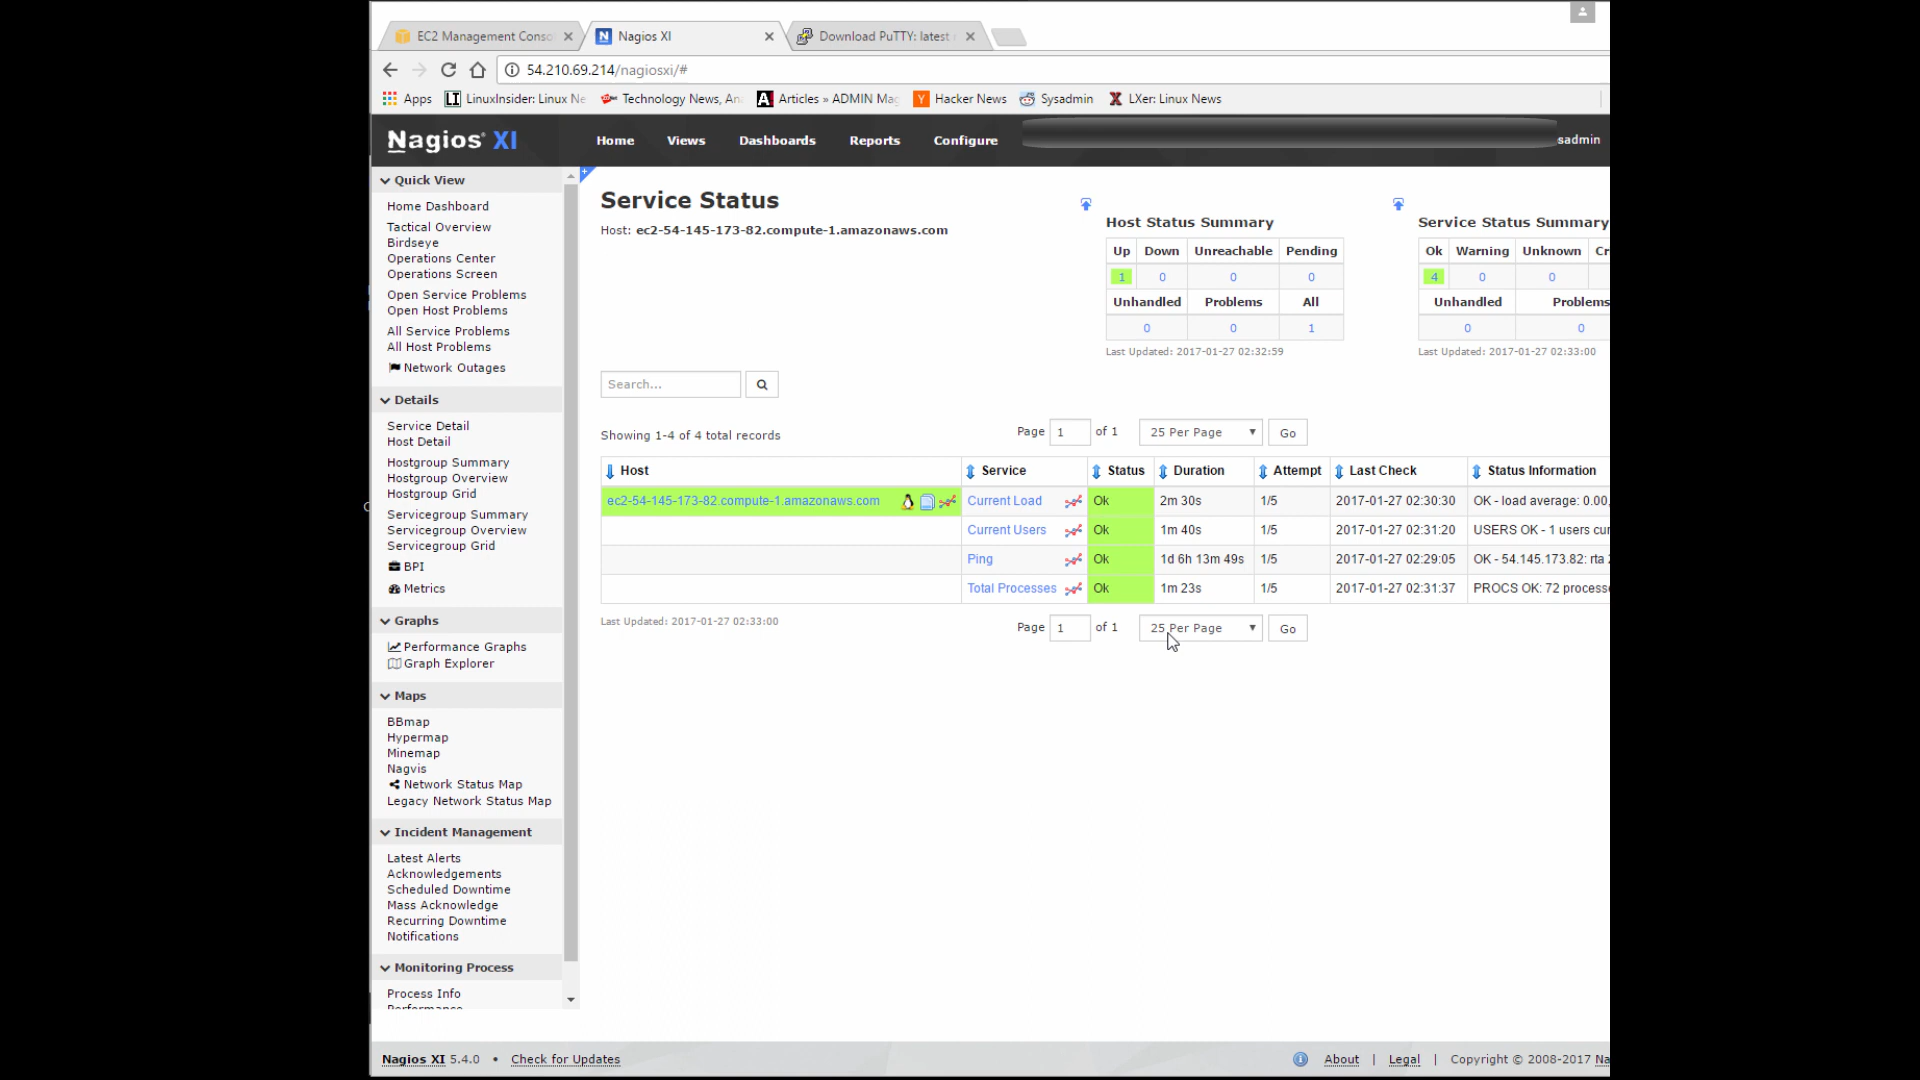 EC2 Management Conso
Nagios XI
Download PuTTY: latest
54.210.69.214/nagiosxi/#
Apps
LinuxInsider: Linux Ne
Technology News, Ana
Articles » ADMIN Mag
Hacker News
Sysadmin
LXer: Linux News
Nagios® XI
Home
Views
Dashboards
Reports
Configure
sadmin
Quick View
Home Dashboard
Tactical Overview
Birdseye
Operations Center
Operations Screen
Open Service Problems
Open Host Problems
All Service Problems
All Host Problems
Network Outages
Details
Service Detail
Host Detail
Hostgroup Summary
Hostgroup Overview
Hostgroup Grid
Servicegroup Summary
Servicegroup Overview
Servicegroup Grid
BPI
Metrics
Graphs
Performance Graphs
Graph Explorer
Maps
BBmap
Hypermap
Minemap
Nagvis
Network Status Map
Legacy Network Status Map
Incident Management
Latest Alerts
Acknowledgements
Scheduled Downtime
Mass Acknowledge
Recurring Downtime
Notifications
Monitoring Process
Process Info
Performance
Service Status
Host: ec2-54-145-173-82.compute-1.amazonaws.com
Host Status Summary
Up Down Unreachable Pending
1 0 0 0
Unhandled Problems All
0 0 1
Last Updated: 2017-01-27 02:32:59
Service Status Summary
Ok Warning Unknown Cr
4 0 0
Unhandled Problems
0 0
Last Updated: 2017-01-27 02:33:00
Search...
Showing 1-4 of 4 total records
Page 1 of 1 25 Per Page Go
Host Service Status Duration Attempt Last Check Status Information
ec2-54-145-173-82.compute-1.amazonaws.com Current Load Ok 2m 30s 1/5 2017-01-27 02:30:30 OK - load average: 0.00,
Current Users Ok 1m 40s 1/5 2017-01-27 02:31:20 USERS OK - 1 users cur
Ping Ok 1d 6h 13m 49s 1/5 2017-01-27 02:29:05 OK - 54.145.173.82: rta
Total Processes Ok 1m 23s 1/5 2017-01-27 02:31:37 PROCS OK: 72 process
Last Updated: 2017-01-27 02:33:00
Page 1 of 1 25 Per Page Go
Nagios XI 5.4.0 • Check for Updates
About | Legal | Copyright © 2008-2017 Na